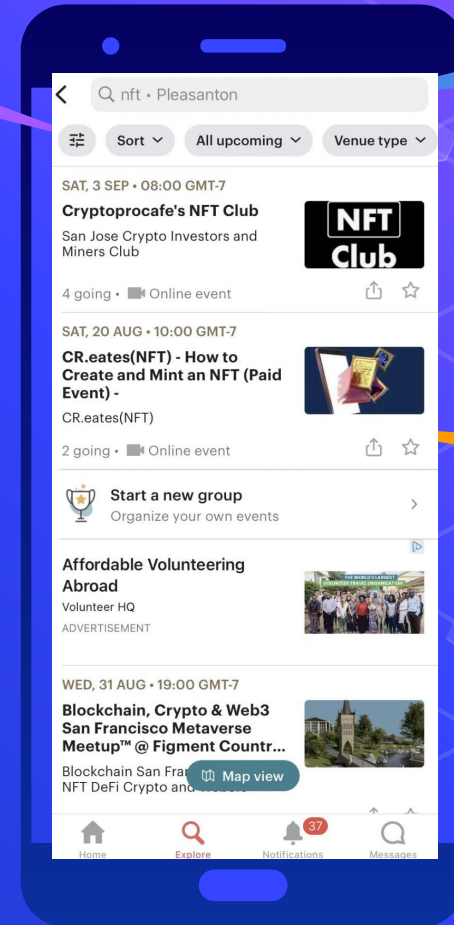 nft • Pleasanton
Sort
All upcoming
Venue type
SAT, 3 SEP • 08:00 GMT-7
Cryptoprocafe's NFT Club
San Jose Crypto Investors and
Miners Club
NFT
Club
4 going • Online event
SAT, 20 AUG • 10:00 GMT-7
CR.eates(NFT) - How to
Create and Mint an NFT (Paid
Event) -
CR.eates(NFT)
2 going • Online event
Start a new group
Organize your own events
Affordable Volunteering
Abroad
Volunteer HQ
ADVERTISEMENT
THE WORLD'S LARGEST
VOLUNTEER TRAVEL ORGANIZATION
WED, 31 AUG • 19:00 GMT-7
Blockchain, Crypto & Web3
San Francisco Metaverse
Meetup™ @ Figment Countr...
Blockchain San Fra
Map view
NFT DeFi Crypto and
37
Home
Explore
Notifications
Messages